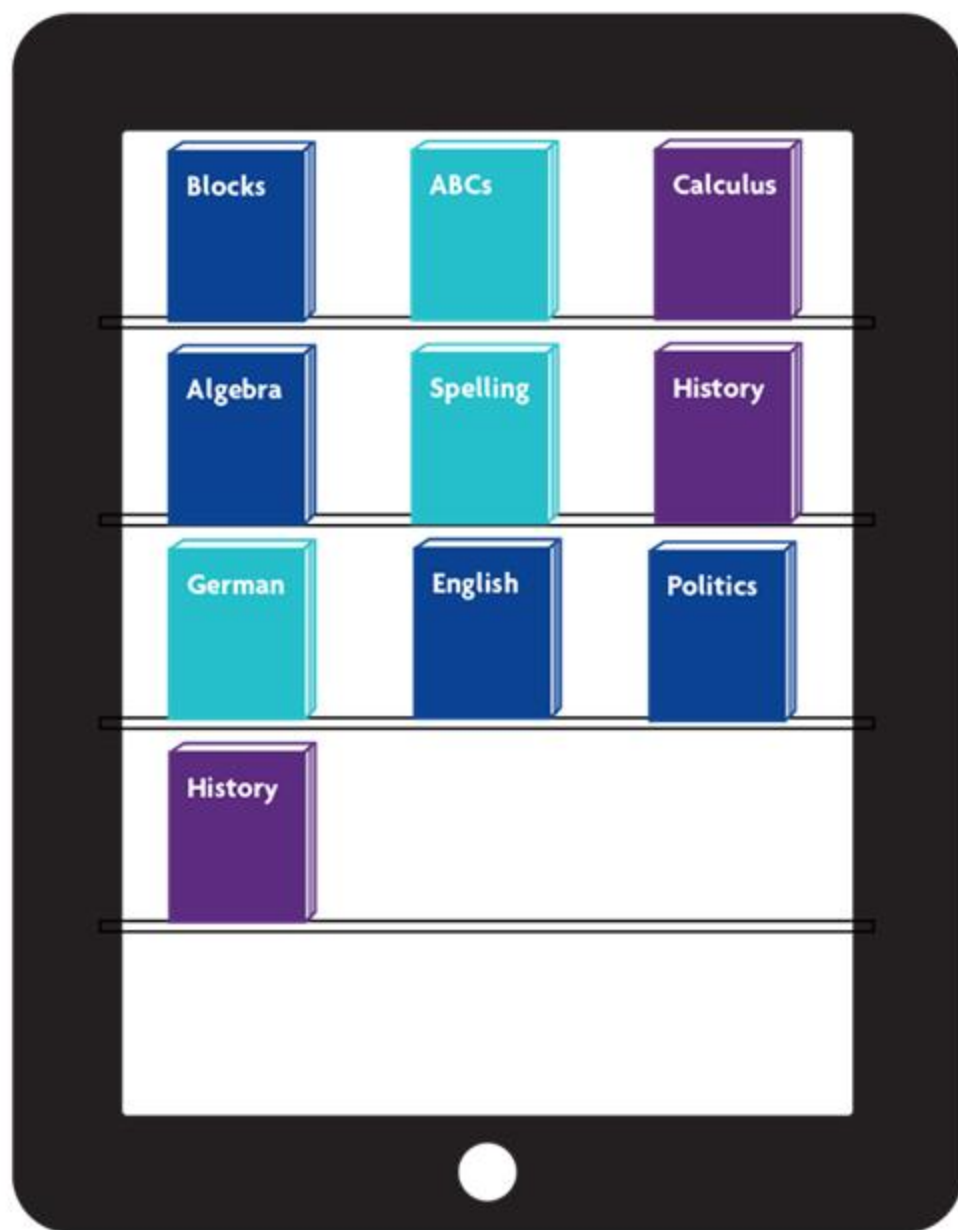 Blocks
ABCs
Calculus
Algebra
Spelling
History
German
English
Politics
History